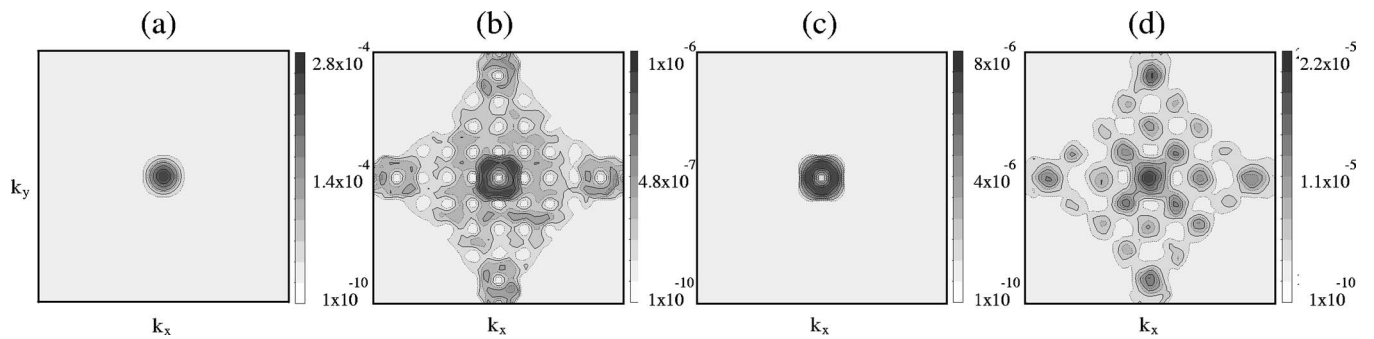 (a) (b) (c) (d)
2.8x10^-4 1x10^-6 8x10^-6 2.2x10^-5
k_y 1.4x10^-4 4.8x10^-7 4x10^-6 1.1x10^-5
1x10^-10 1x10^-10 1x10^-10 1x10^-10
k_x k_x k_x k_x